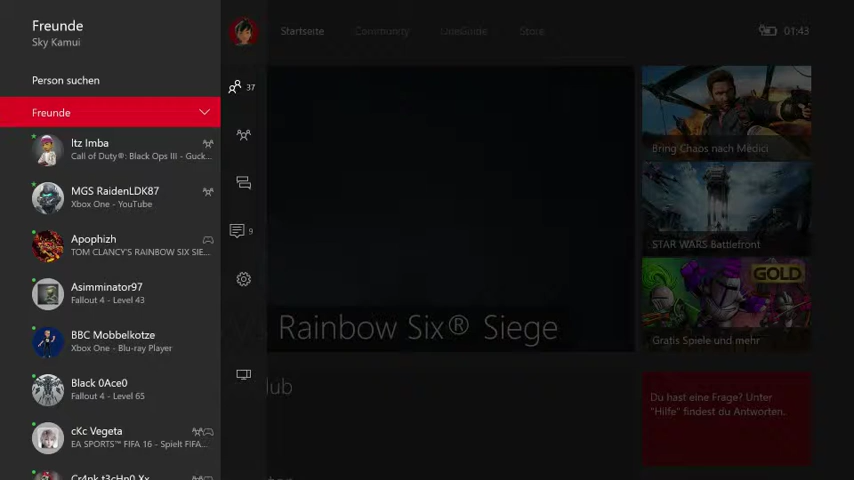 Freunde
Sky Kamui
Person suchen
Freunde
Itz Imba
Call of Duty®: Black Ops III - Guck...
MGS RaidenLDK87
Xbox One - YouTube
Apophizh
TOM CLANCY'S RAINBOW SIX SIE...
Asimminator97
Fallout 4 - Level 43
BBC Mobbelkotze
Xbox One - Blu-ray Player
Black 0Ace0
Fallout 4 - Level 65
cKc Vegeta
EA SPORTS™ FIFA 16 - Spielt FIFA...
Cr4nk t3cHn0 Xx
37
9
Startseite
Community
OneGuide
Store
01:43
Rainbow Six® Siege
Bring Chaos nach Medici
STAR WARS Battlefront
GOLD
Gratis Spiele und mehr
Du hast eine Frage? Unter
"Hilfe" findest du Antworten.